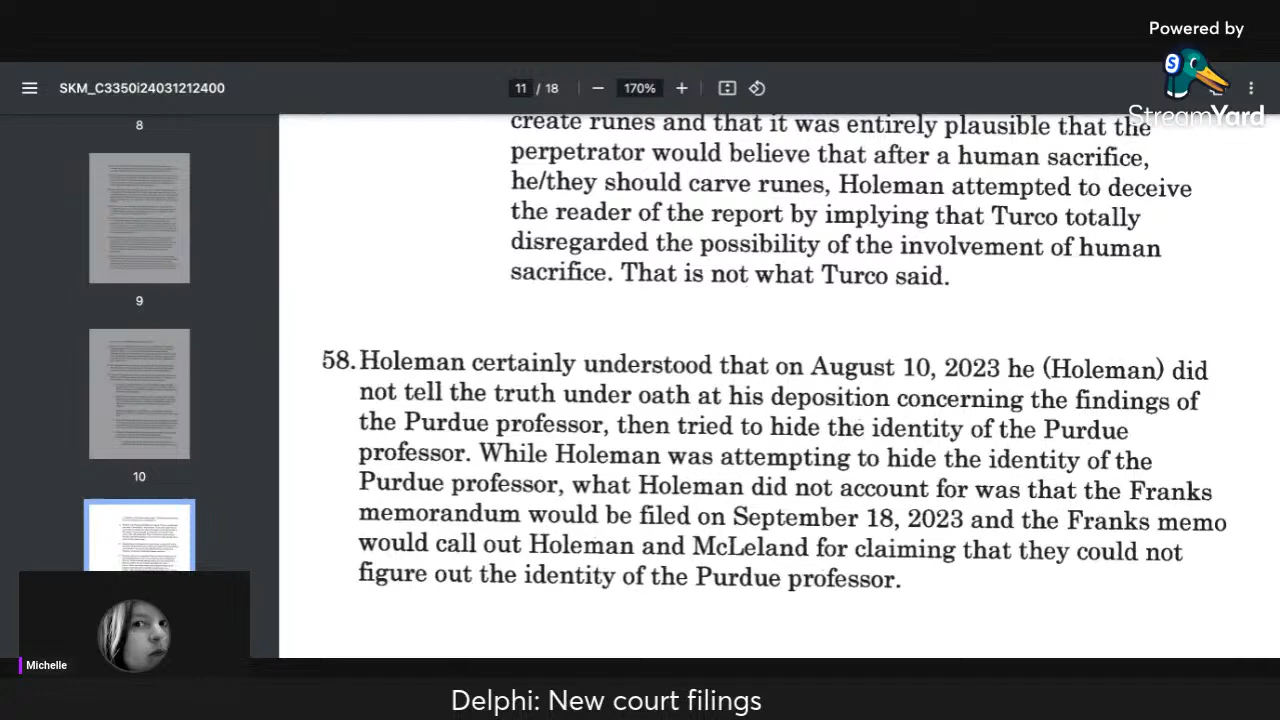 Powered by
StreamYard
SKM_C3350i24031212400
11 / 18
170%
8
9
10
create runes and that it was entirely plausible that the
perpetrator would believe that after a human sacrifice,
he/they should carve runes, Holeman attempted to deceive
the reader of the report by implying that Turco totally
disregarded the possibility of the involvement of human
sacrifice. That is not what Turco said.
58. Holeman certainly understood that on August 10, 2023 he (Holeman) did
not tell the truth under oath at his deposition concerning the findings of
the Purdue professor, then tried to hide the identity of the Purdue
professor. While Holeman was attempting to hide the identity of the
Purdue professor, what Holeman did not account for was that the Franks
memorandum would be filed on September 18, 2023 and the Franks memo
would call out Holeman and McLeland for claiming that they could not
figure out the identity of the Purdue professor.
Michelle
Delphi: New court filings